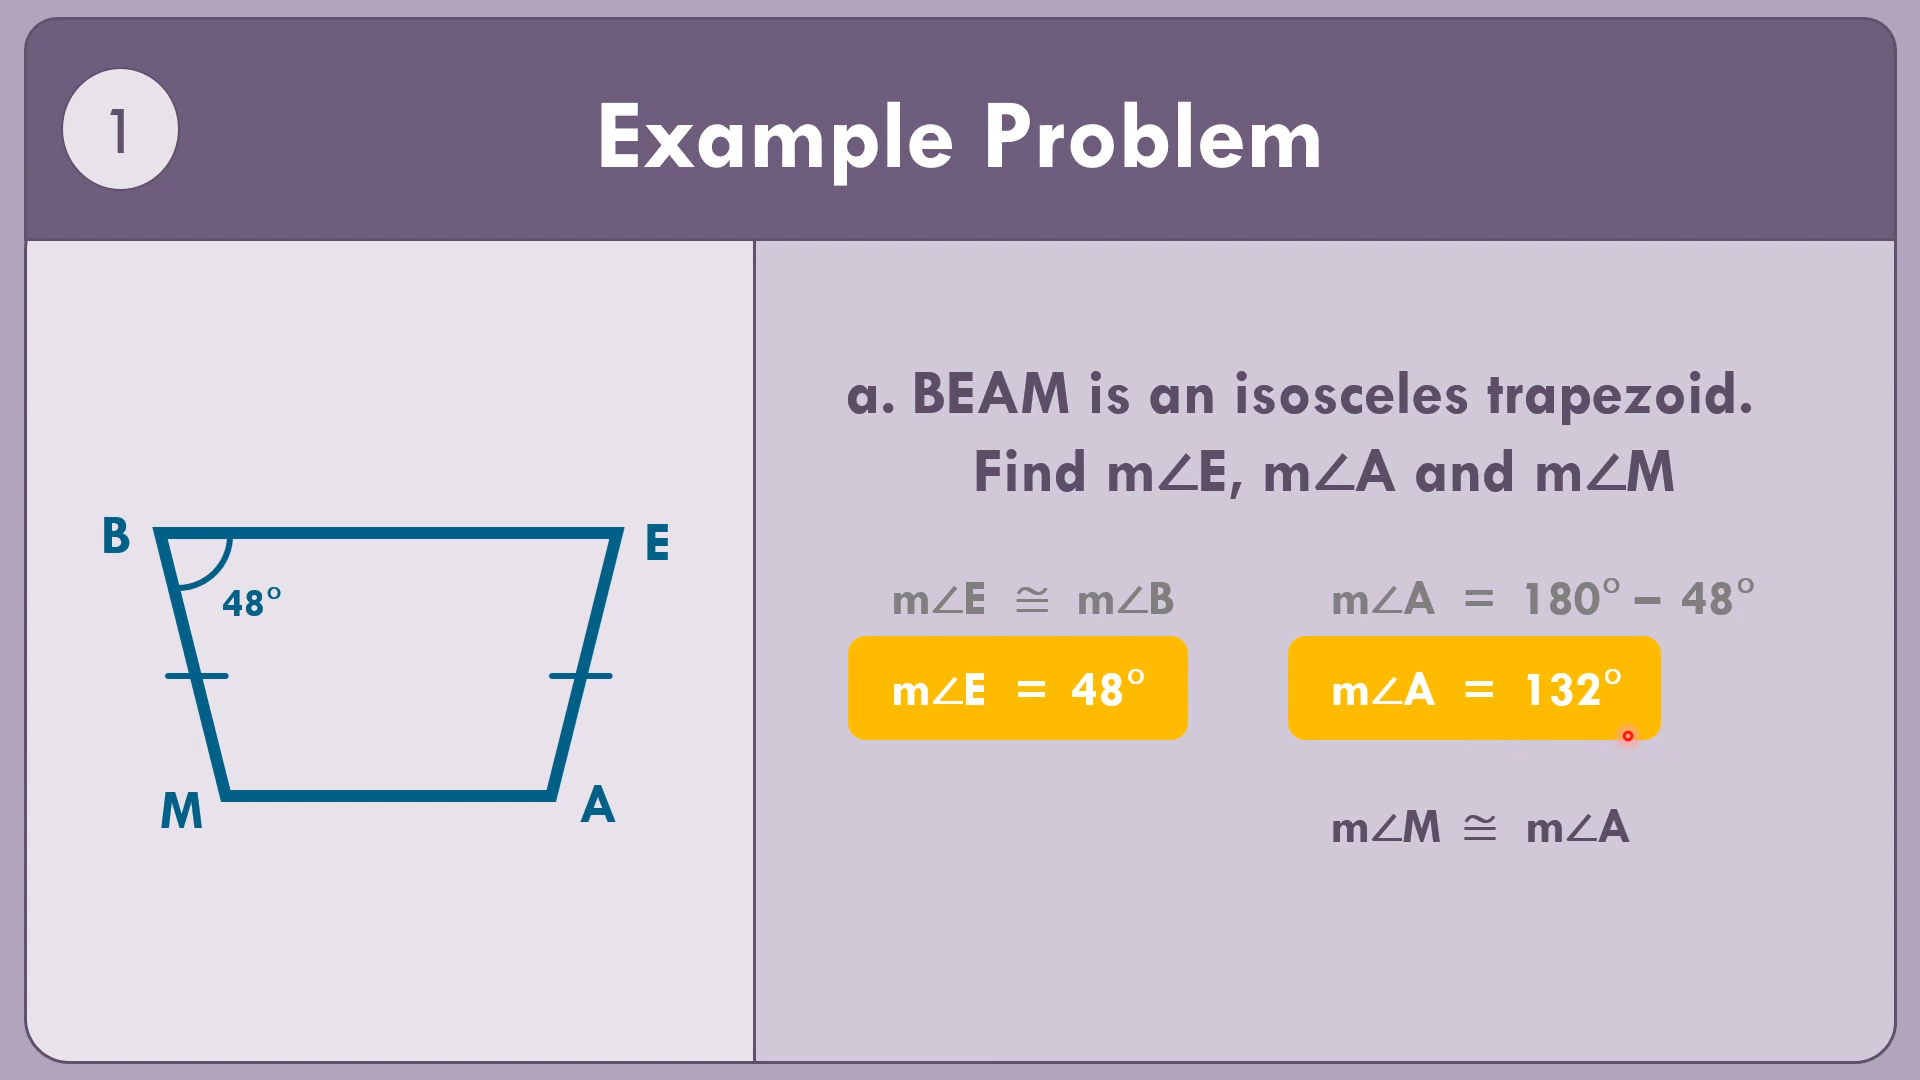 1
Example Problem
B
E
48°
M
A
a. BEAM is an isosceles trapezoid.
Find m∠E, m∠A and m∠M
m∠E ≅ m∠B
m∠A = 180° – 48°
m∠E = 48°
m∠A = 132°
m∠M ≅ m∠A